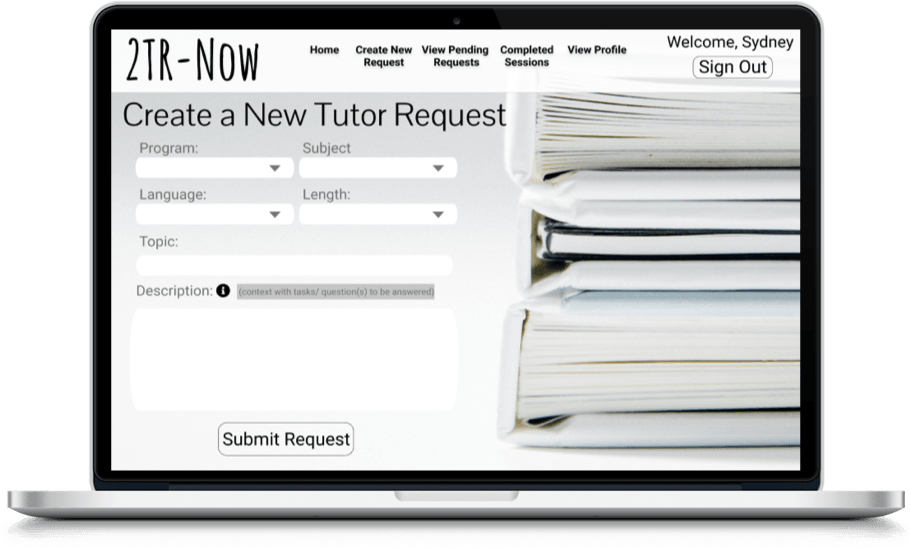 2TR-Now
Home
Create New
Request
View Pending
Requests
Completed
Sessions
View Profile
Welcome, Sydney
Sign Out
Create a New Tutor Request
Program:
Subject
Language:
Length:
Topic:
Description: (context with tasks/ question(s) to be answered)
Submit Request